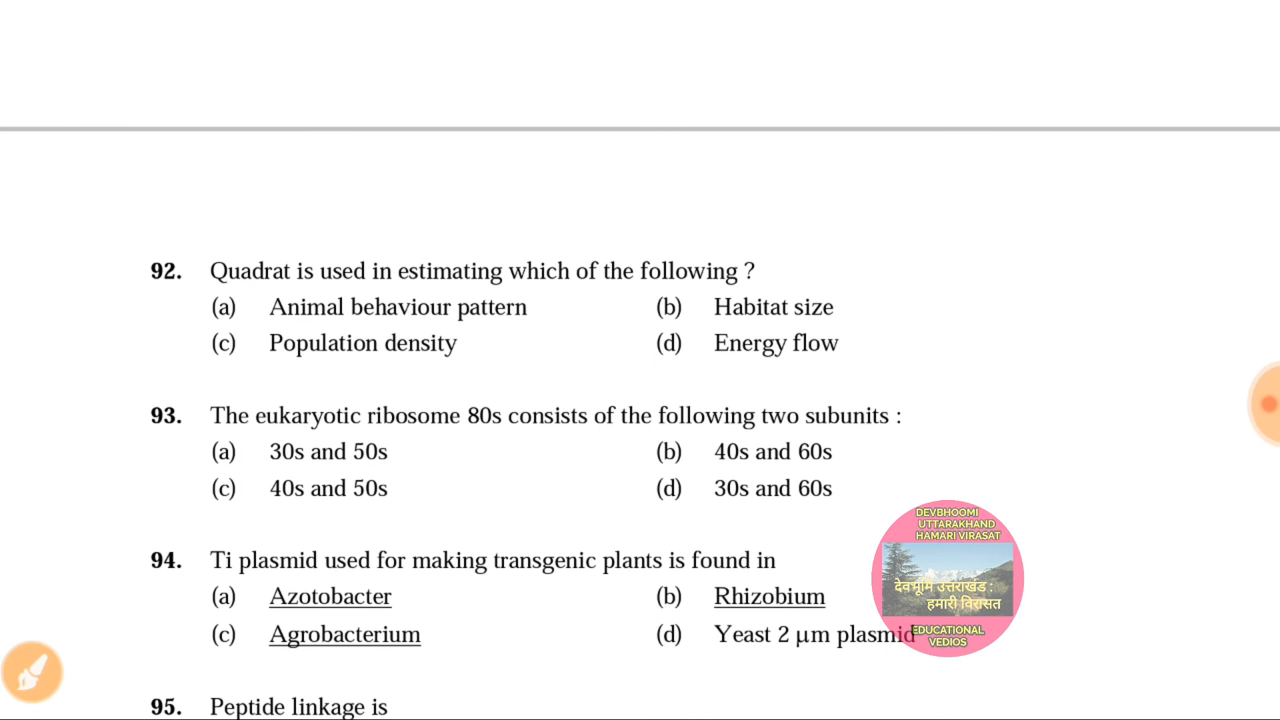 92. Quadrat is used in estimating which of the following ?
(a) Animal behaviour pattern (b) Habitat size
(c) Population density (d) Energy flow
93. The eukaryotic ribosome 80s consists of the following two subunits :
(a) 30s and 50s (b) 40s and 60s
(c) 40s and 50s (d) 30s and 60s
94. Ti plasmid used for making transgenic plants is found in
(a) Azotobacter (b) Rhizobium
(c) Agrobacterium (d) Yeast 2 μm plasmid
95. Peptide linkage is
DEVBHOOMI
UTTARAKHAND
HAMARI VIRASAT
देवभूमि उत्तराखंड :
हमारी विरासत
EDUCATIONAL
VEDIOS